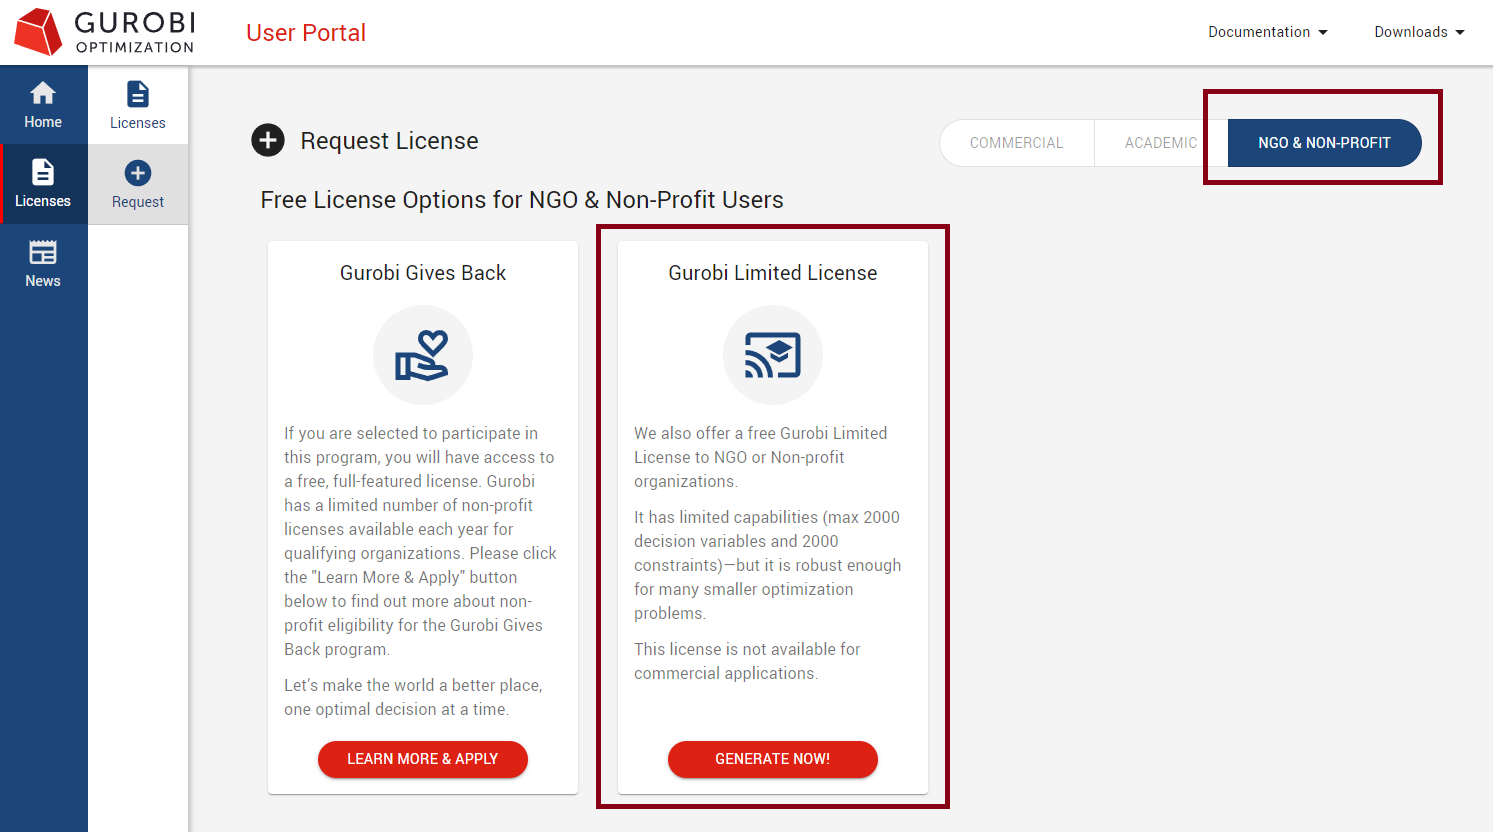 GUROBI
OPTIMIZATION
User Portal
Documentation
Downloads
Home
Licenses
News
Licenses
Request
Request License
COMMERCIAL
ACADEMIC
NGO & NON-PROFIT
Free License Options for NGO & Non-Profit Users
Gurobi Gives Back
If you are selected to participate in
this program, you will have access to
a free, full-featured license. Gurobi
has a limited number of non-profit
licenses available each year for
qualifying organizations. Please click
the "Learn More & Apply" button
below to find out more about non-
profit eligibility for the Gurobi Gives
Back program.
Let’s make the world a better place,
one optimal decision at a time.
LEARN MORE & APPLY
Gurobi Limited License
We also offer a free Gurobi Limited
License to NGO or Non-profit
organizations.
It has limited capabilities (max 2000
decision variables and 2000
constraints)—but it is robust enough
for many smaller optimization
problems.
This license is not available for
commercial applications.
GENERATE NOW!